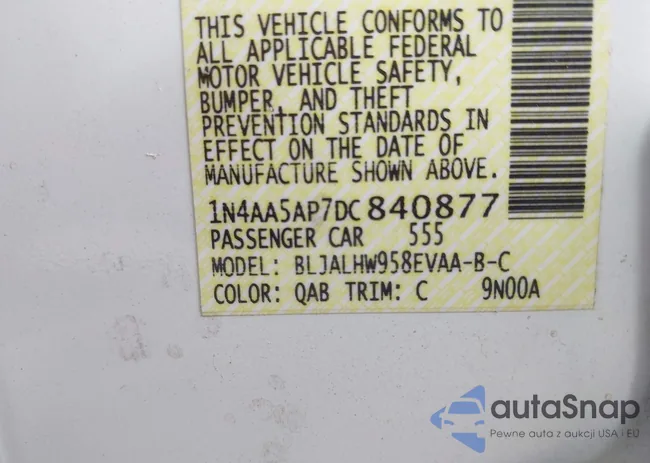 THIS VEHICLE CONFORMS TO
ALL APPLICABLE FEDERAL
MOTOR VEHICLE SAFETY,
BUMPER, AND THEFT
PREVENTION STANDARDS IN
EFFECT ON THE DATE OF
MANUFACTURE SHOWN ABOVE.
1N4AA5AP7DC840877
PASSENGER CAR 555
MODEL: BLJALHW958EVAA-B-C
COLOR: QAB TRIM: C 9N00A
autaSnap
Pewne auta z aukcji USA i EU